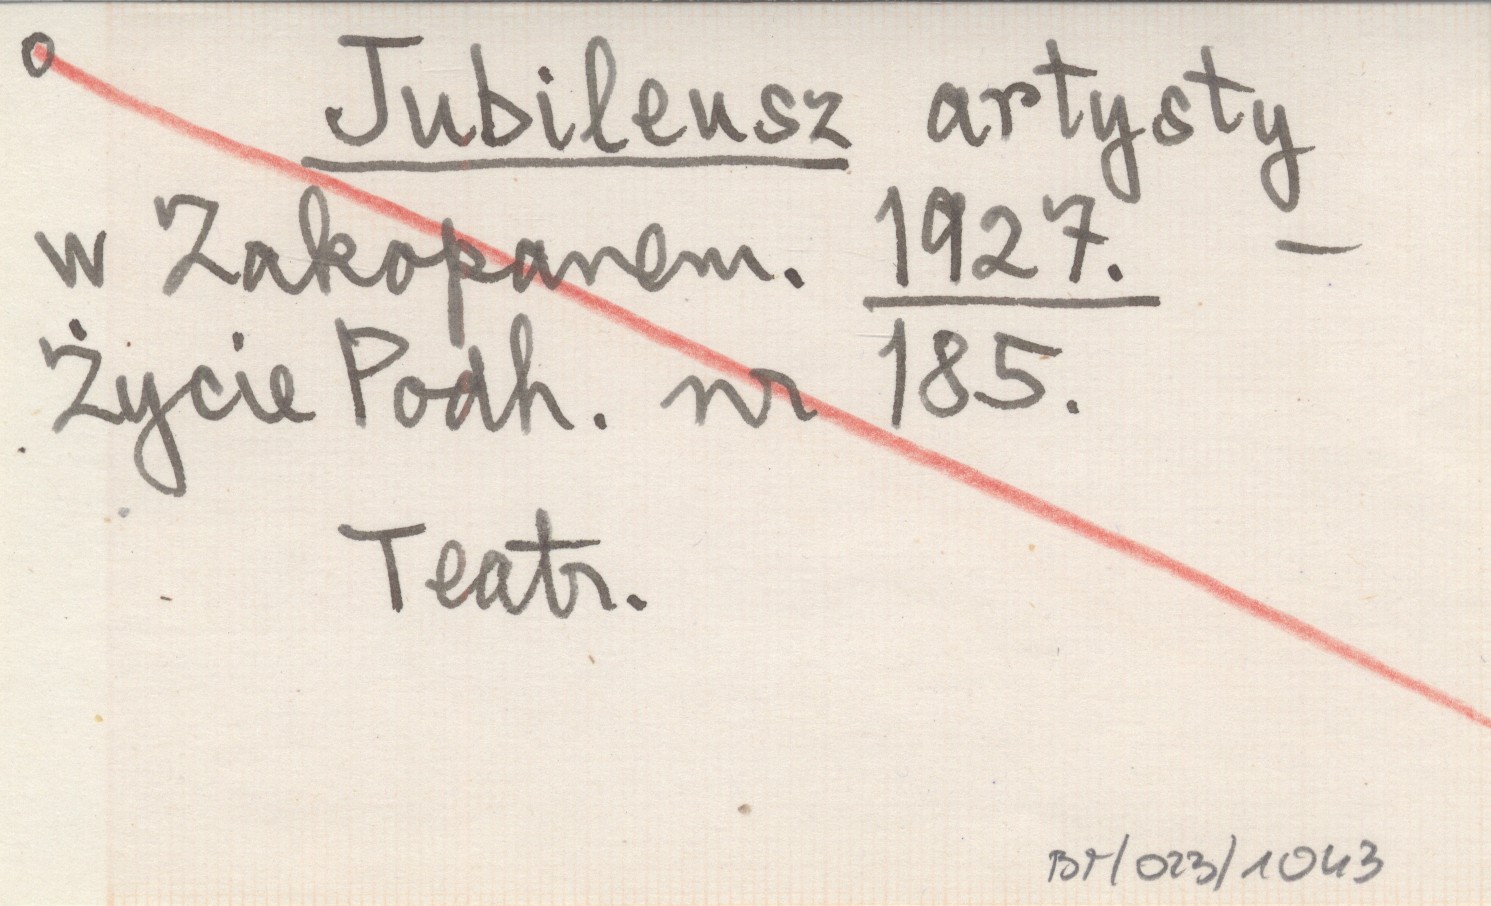 o Jubileusz artysty
w Zakopanem. 1927. –
Życie Podh. nr 185.
Teatr.
BT/023/1043